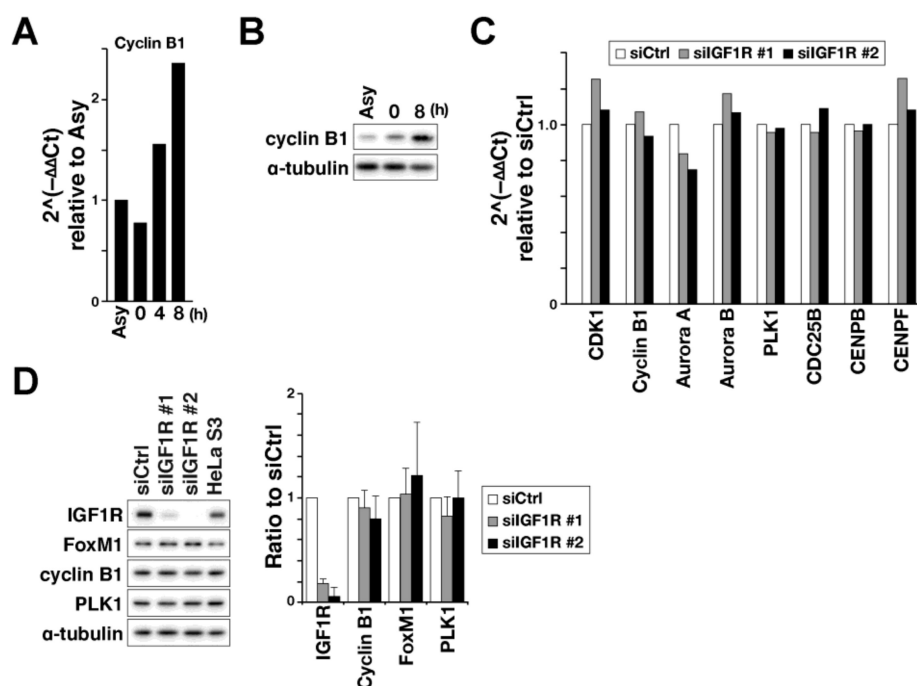 A
Cyclin B1
2^(−ΔΔCt)
relative to Asy
2
1
0
Asy 0 4 8 (h)
B
Asy 0 8 (h)
cyclin B1
α-tubulin
C
siCtrl siIGF1R #1 siIGF1R #2
2^(−ΔΔCt)
relative to siCtrl
1.0
0
CDK1
Cyclin B1
Aurora A
Aurora B
PLK1
CDC25B
CENPB
CENPF
D
siCtrl
siIGF1R #1
siIGF1R #2
HeLa S3
IGF1R
FoxM1
cyclin B1
PLK1
α-tubulin
Ratio to siCtrl
2
1
0
IGF1R
Cyclin B1
FoxM1
PLK1
siCtrl
siIGF1R #1
siIGF1R #2